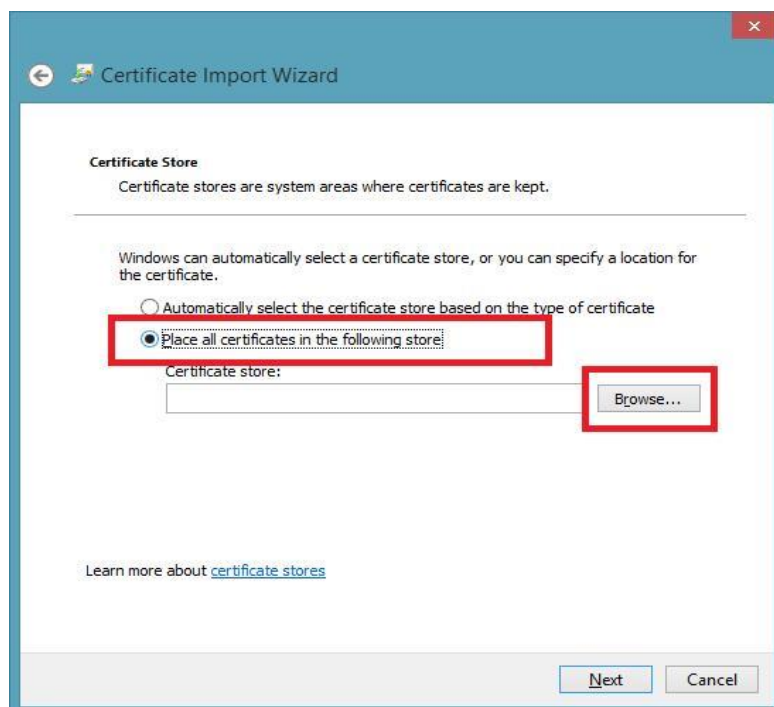 Certificate Import Wizard
Certificate Store
Certificate stores are system areas where certificates are kept.
Windows can automatically select a certificate store, or you can specify a location for
the certificate.
Automatically select the certificate store based on the type of certificate
Place all certificates in the following store
Certificate store:
Browse...
Learn more about certificate stores
Next Cancel